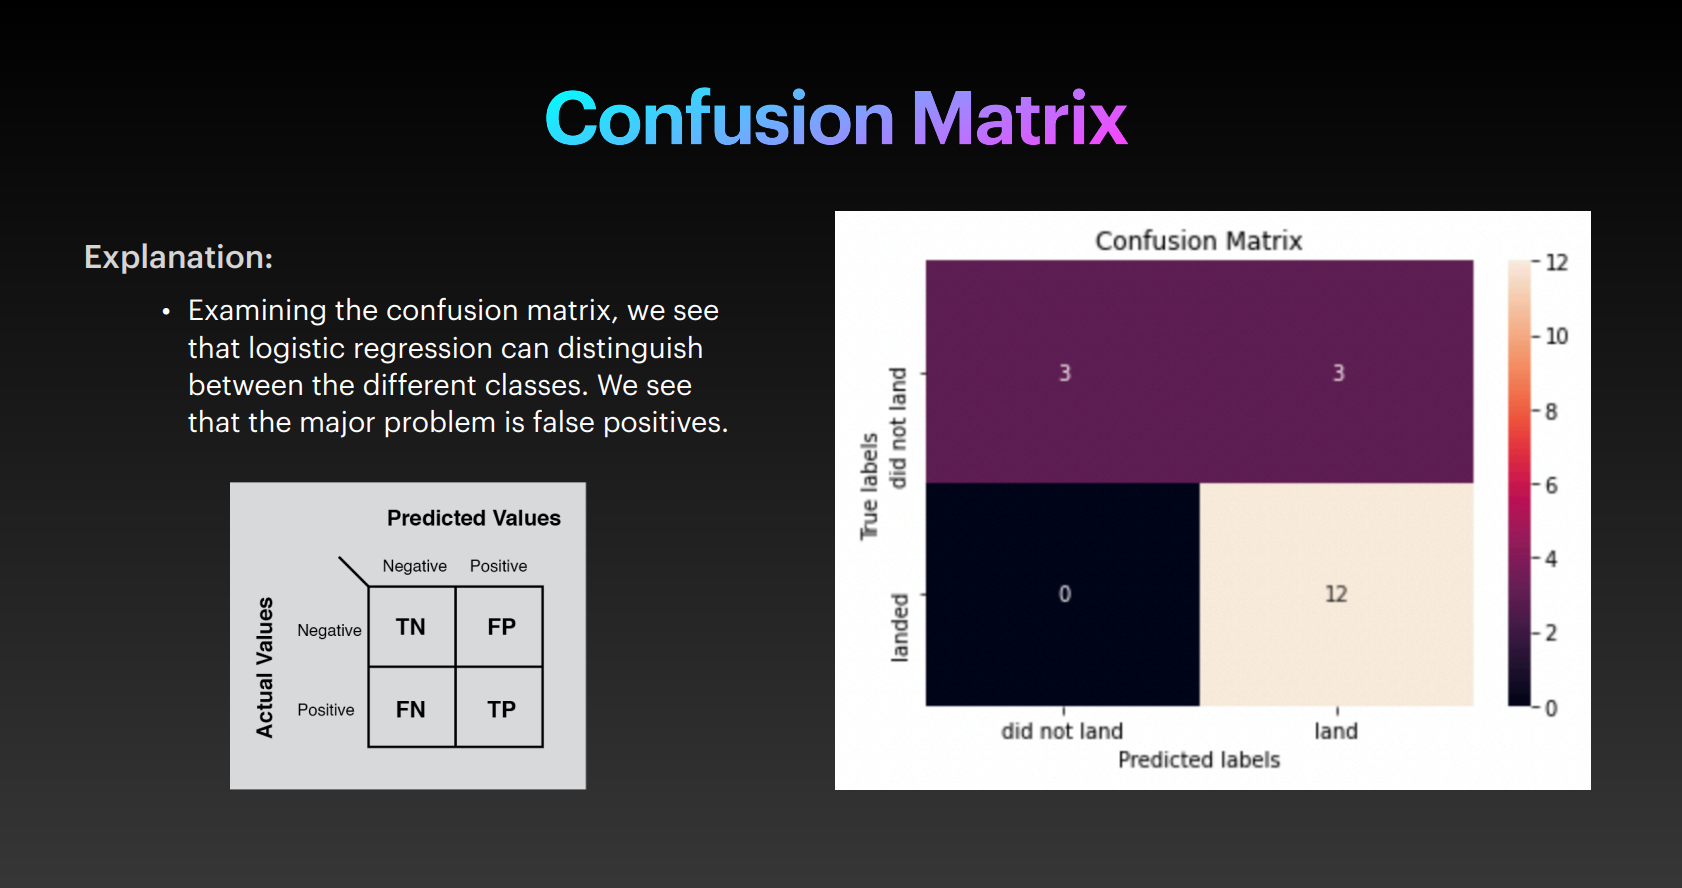 Confusion Matrix
Explanation:
• Examining the confusion matrix, we see
that logistic regression can distinguish
between the different classes. We see
that the major problem is false positives.
Predicted Values
Negative Positive
Actual Values
Negative TN FP
Positive FN TP
Confusion Matrix
True labels
did not land
3 3
landed
0 12
did not land land
Predicted labels
12
10
8
6
4
2
0